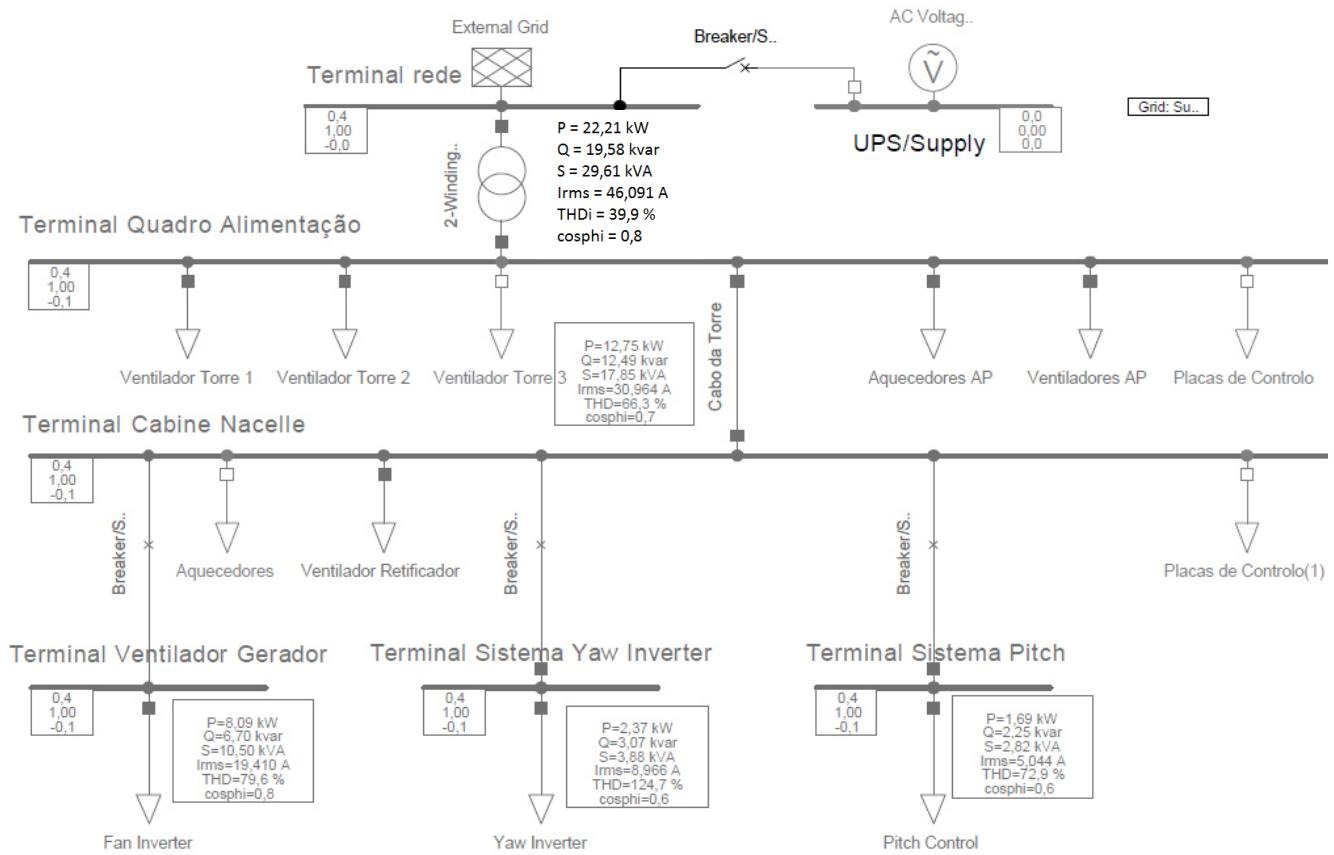 External Grid
Breaker/S..
AC Voltag..
Terminal rede
Ṽ
0,4
1,00
-0,0
P = 22,21 kW
Q = 19,58 kvar
S = 29,61 kVA
Irms = 46,091 A
THDi = 39,9 %
cosphi = 0,8
UPS/Supply
0,0
0,00
0,0
Grid: Su..
2-Winding..
Terminal Quadro Alimentação
0,4
1,00
-0,1
Ventilador Torre 1
Ventilador Torre 2
Ventilador Torre 3
P=12,75 kW
Q=12,49 kvar
S=17,85 kVA
Irms=30,964 A
THD=66,3 %
cosphi=0,7
Cabo da Torre
Aquecedores AP
Ventiladores AP
Placas de Controlo
Terminal Cabine Nacelle
0,4
1,00
-0,1
Breaker/S..
Aquecedores
Ventilador Retificador
Breaker/S..
Breaker/S..
Placas de Controlo(1)
Terminal Ventilador Gerador
Terminal Sistema Yaw Inverter
Terminal Sistema Pitch
0,4
1,00
-0,1
P=8,09 kW
Q=6,70 kvar
S=10,50 kVA
Irms=19,410 A
THD=79,6 %
cosphi=0,8
0,4
1,00
-0,1
P=2,37 kW
Q=3,07 kvar
S=3,88 kVA
Irms=8,966 A
THD=124,7 %
cosphi=0,6
0,4
1,00
-0,1
P=1,69 kW
Q=2,25 kvar
S=2,82 kVA
Irms=5,044 A
THD=72,9 %
cosphi=0,6
Fan Inverter
Yaw Inverter
Pitch Control